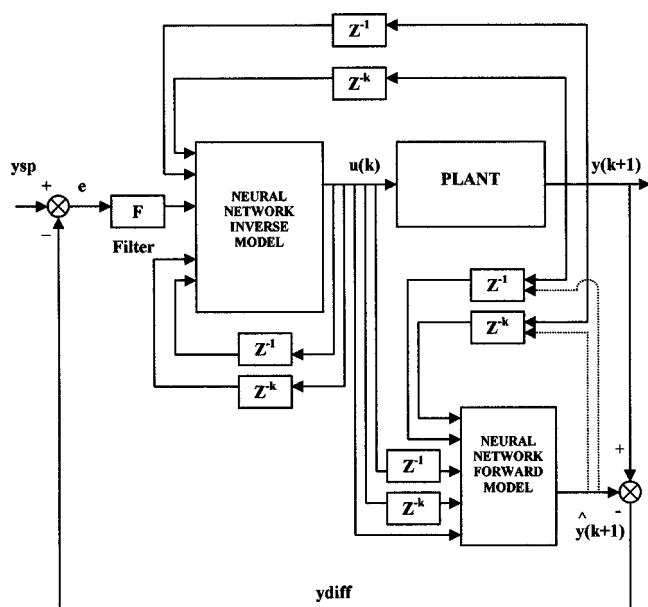 Z⁻¹
Z⁻ᵏ
ysp
+
e
−
F
Filter
NEURAL
NETWORK
INVERSE
MODEL
u(k)
PLANT
y(k+1)
Z⁻¹
Z⁻ᵏ
Z⁻¹
Z⁻ᵏ
Z⁻¹
Z⁻ᵏ
NEURAL
NETWORK
FORWARD
MODEL
+
-
ŷ(k+1)
ydiff